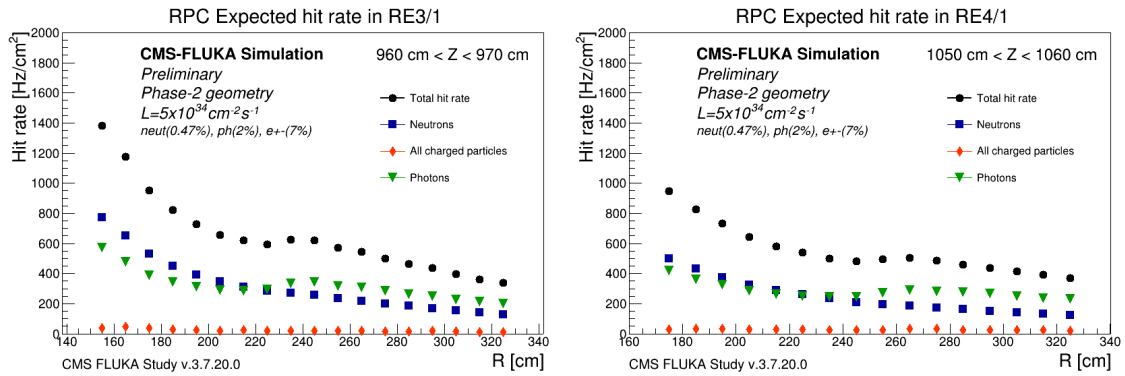 RPC Expected hit rate in RE3/1
Hit rate [Hz/cm2]
2000
1800
1600
1400
1200
1000
800
600
400
200
0
CMS-FLUKA Simulation
960 cm < Z < 970 cm
Preliminary
Phase-2 geometry
L=5x10^34 cm^-2 s^-1
neut(0.47%), ph(2%), e+-(7%)
Total hit rate
Neutrons
All charged particles
Photons
140 160 180 200 220 240 260 280 300 320 340
R [cm]
CMS FLUKA Study v.3.7.20.0
RPC Expected hit rate in RE4/1
Hit rate [Hz/cm2]
2000
1800
1600
1400
1200
1000
800
600
400
200
0
CMS-FLUKA Simulation
1050 cm < Z < 1060 cm
Preliminary
Phase-2 geometry
L=5x10^34 cm^-2 s^-1
neut(0.47%), ph(2%), e+-(7%)
Total hit rate
Neutrons
All charged particles
Photons
160 180 200 220 240 260 280 300 320 340
R [cm]
CMS FLUKA Study v.3.7.20.0